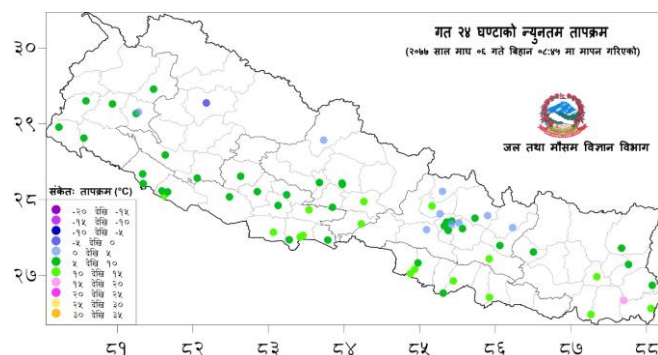 गत २४ घण्टाको न्युनतम तापक्रम
(२०७७ साल माघ ०६ गते बिहान ०८:४५ मा मापन गरिएको)
जल तथा मौसम विज्ञान विभाग
३०
२९
२८
२७
संकेतः तापक्रम (°C)
-२० देखि -१५
-१५ देखि -१०
-१० देखि -५
-५ देखि ०
० देखि ५
५ देखि १०
१० देखि १५
१५ देखि २०
२० देखि २५
२५ देखि ३०
३० देखि ३५
८१ ८२ ८३ ८४ ८५ ८६ ८७ ८८